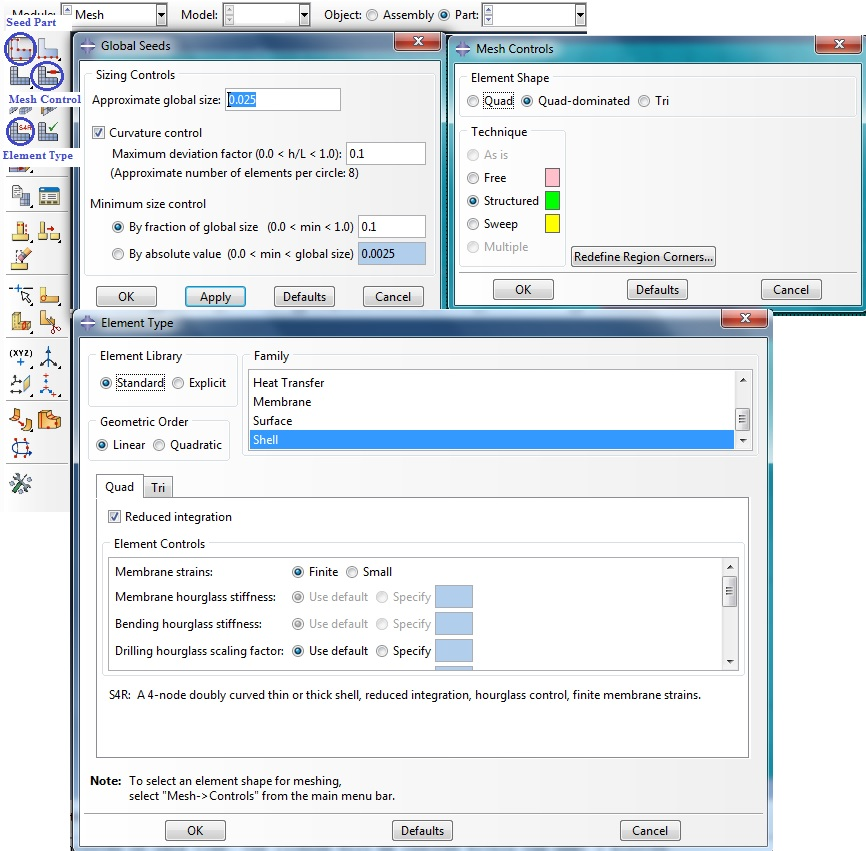 Module: Mesh Model: Object: Assembly Part:
Seed Part
Mesh Control
S4R
Element Type
(XYZ)
Global Seeds
Sizing Controls
Approximate global size: 0.025
Curvature control
Maximum deviation factor (0.0 < h/L < 1.0): 0.1
(Approximate number of elements per circle: 8)
Minimum size control
By fraction of global size (0.0 < min < 1.0) 0.1
By absolute value (0.0 < min < global size) 0.0025
OK Apply Defaults Cancel
Mesh Controls
Element Shape
Quad Quad-dominated Tri
Technique
As is
Free
Structured
Sweep
Multiple
Redefine Region Corners...
OK Defaults Cancel
Element Type
Element Library
Standard Explicit
Geometric Order
Linear Quadratic
Family
Heat Transfer
Membrane
Surface
Shell
Quad Tri
Reduced integration
Element Controls
Membrane strains: Finite Small
Membrane hourglass stiffness: Use default Specify
Bending hourglass stiffness: Use default Specify
Drilling hourglass scaling factor: Use default Specify
S4R: A 4-node doubly curved thin or thick shell, reduced integration, hourglass control, finite membrane strains.
Note: To select an element shape for meshing,
select "Mesh->Controls" from the main menu bar.
OK Defaults Cancel